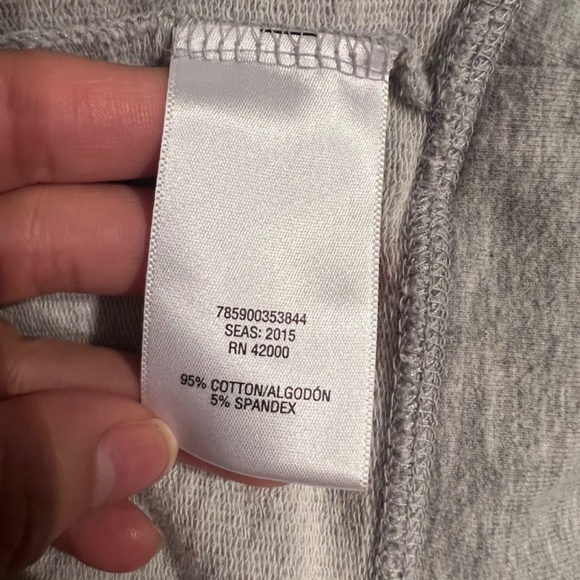 785900353844
SEAS: 2015
RN 42000
95% COTTON/ALGODÓN
5% SPANDEX